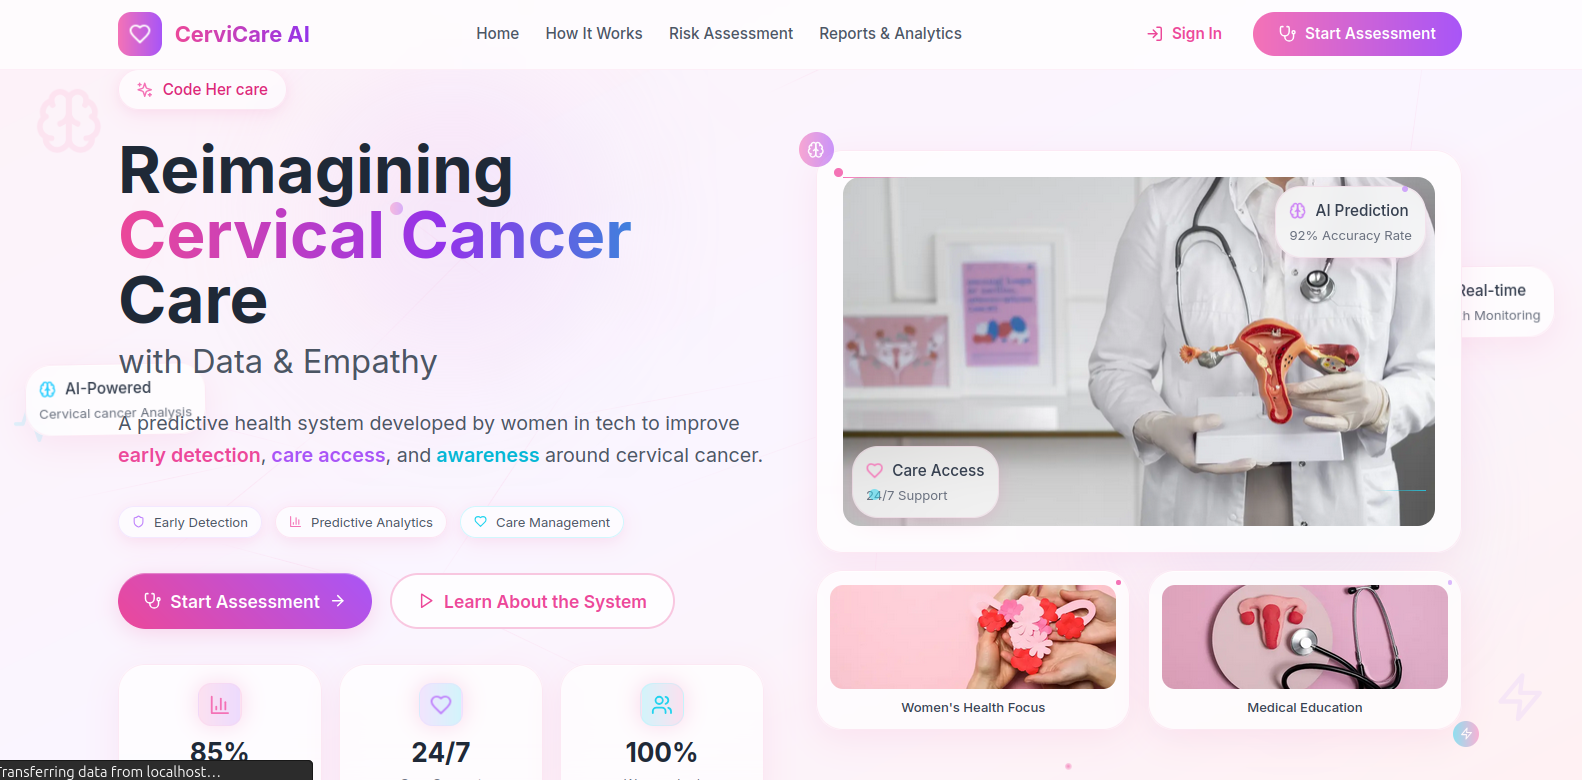 CerviCare AI
Home
How It Works
Risk Assessment
Reports & Analytics
Sign In
Start Assessment
Code Her care
Reimagining
Cervical Cancer
Care
with Data & Empathy
AI-Powered
Cervical cancer Analysis
A predictive health system developed by women in tech to improve
early detection, care access, and awareness around cervical cancer.
Early Detection
Predictive Analytics
Care Management
Start Assessment
Learn About the System
85%
24/7
100%
AI Prediction
92% Accuracy Rate
Real-time
h Monitoring
Care Access
24/7 Support
Women's Health Focus
Medical Education
Transferring data from localhost…